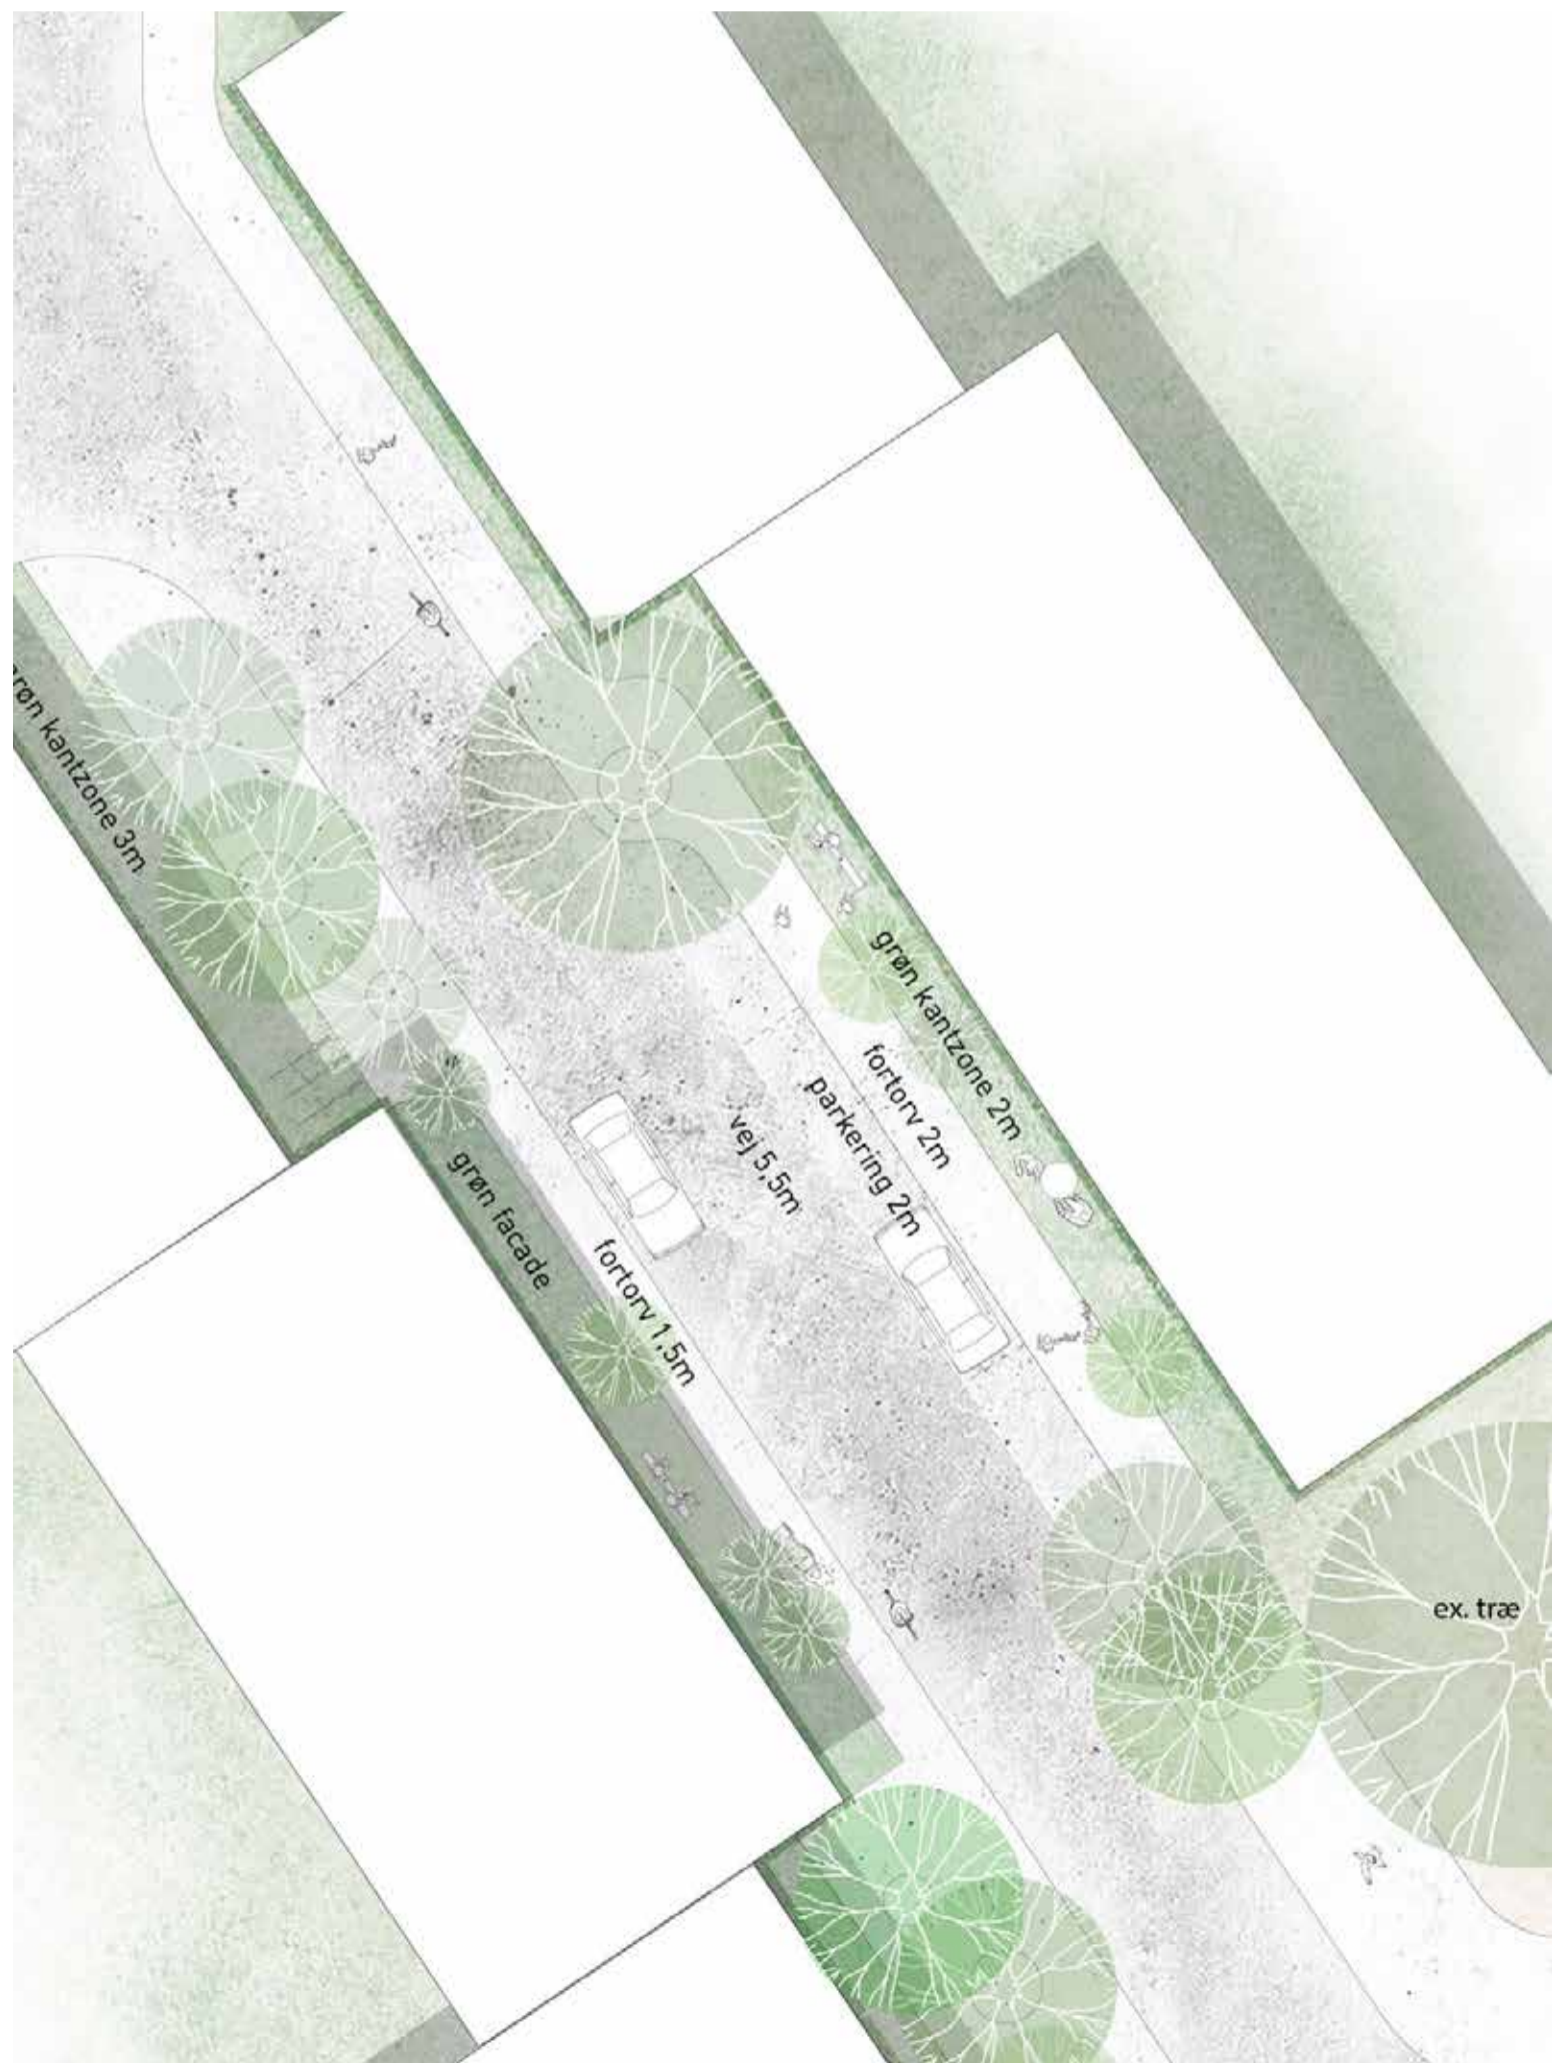 røn kantzone 3m
grøn kantzone 2m
fortorv 2m
parkering 2m
vej 5,5m
grøn facade
fortorv 1,5m
ex. træ